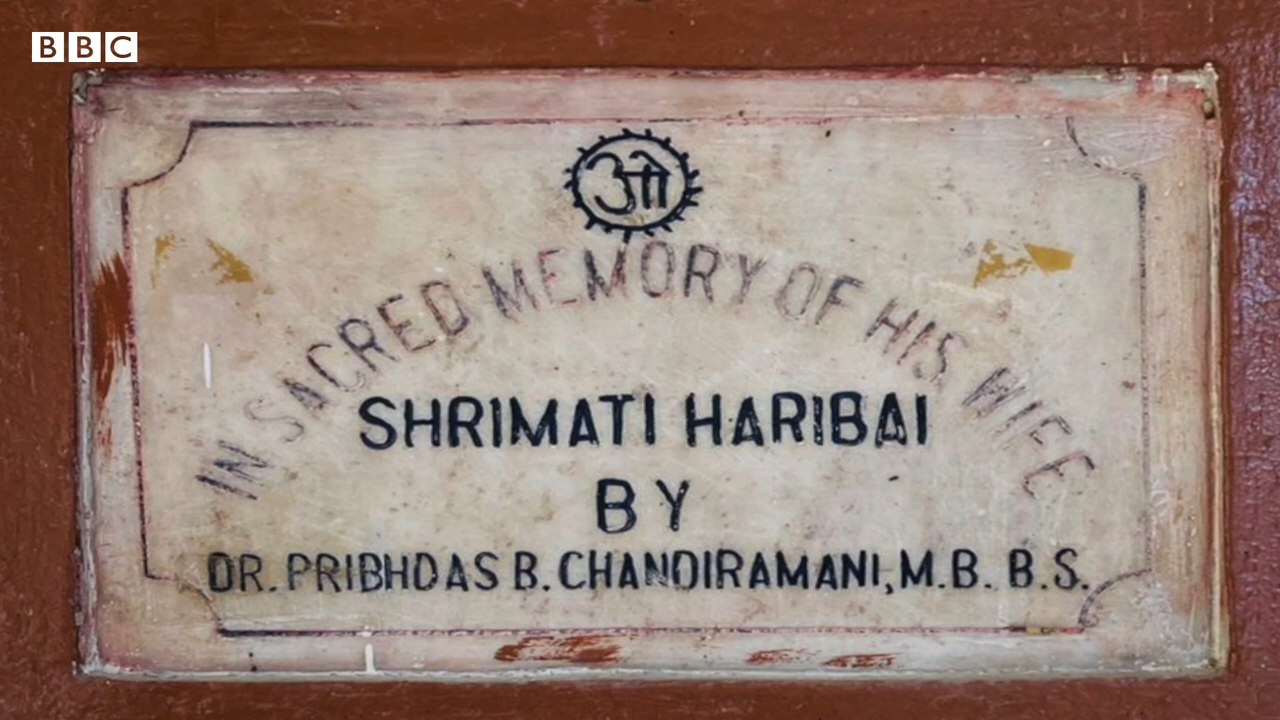 BBC
ओं
IN SACRED MEMORY OF HIS WIFE
SHRIMATI HARIBAI
BY
DR. PRIBHDAS B. CHANDIRAMANI, M.B. B.S.